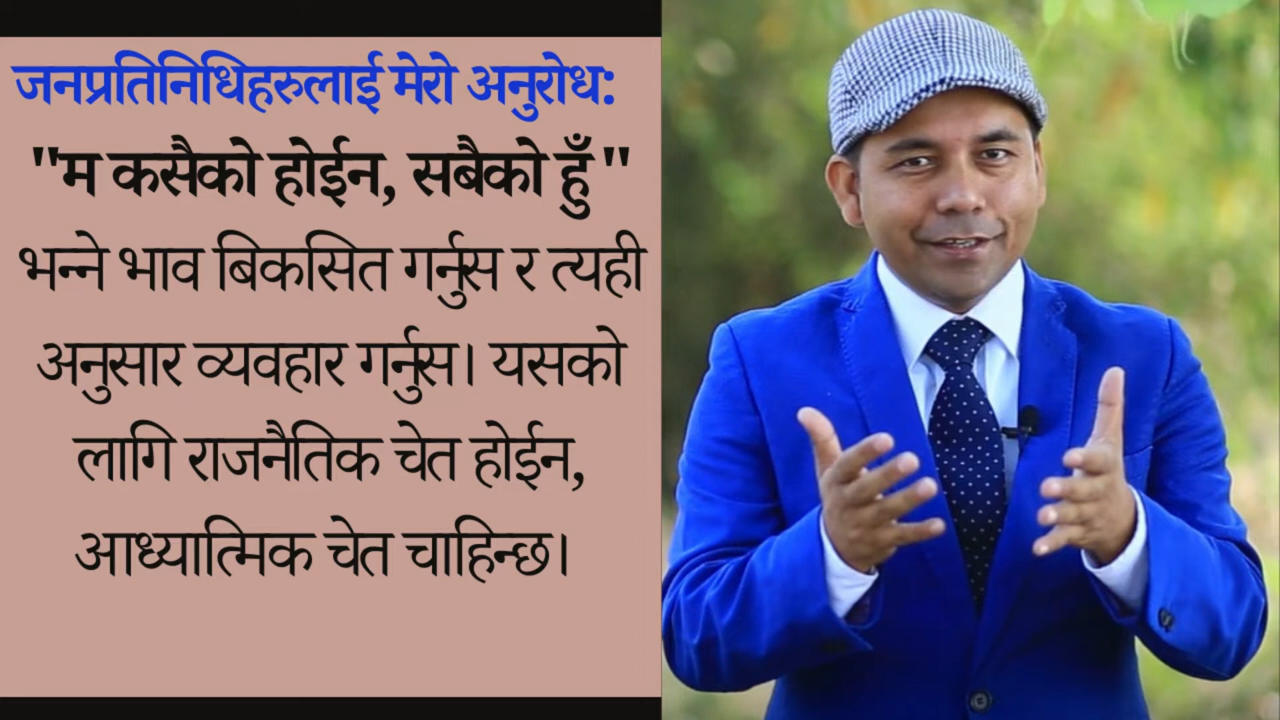 जनप्रतिनिधिहरुलाई मेरो अनुरोध:
"म कसैको होईन, सबैको हुँ"
भन्ने भाव बिकसित गर्नुस र त्यही
अनुसार व्यवहार गर्नुस। यसको
लागि राजनैतिक चेत होईन,
आध्यात्मिक चेत चाहिन्छ।